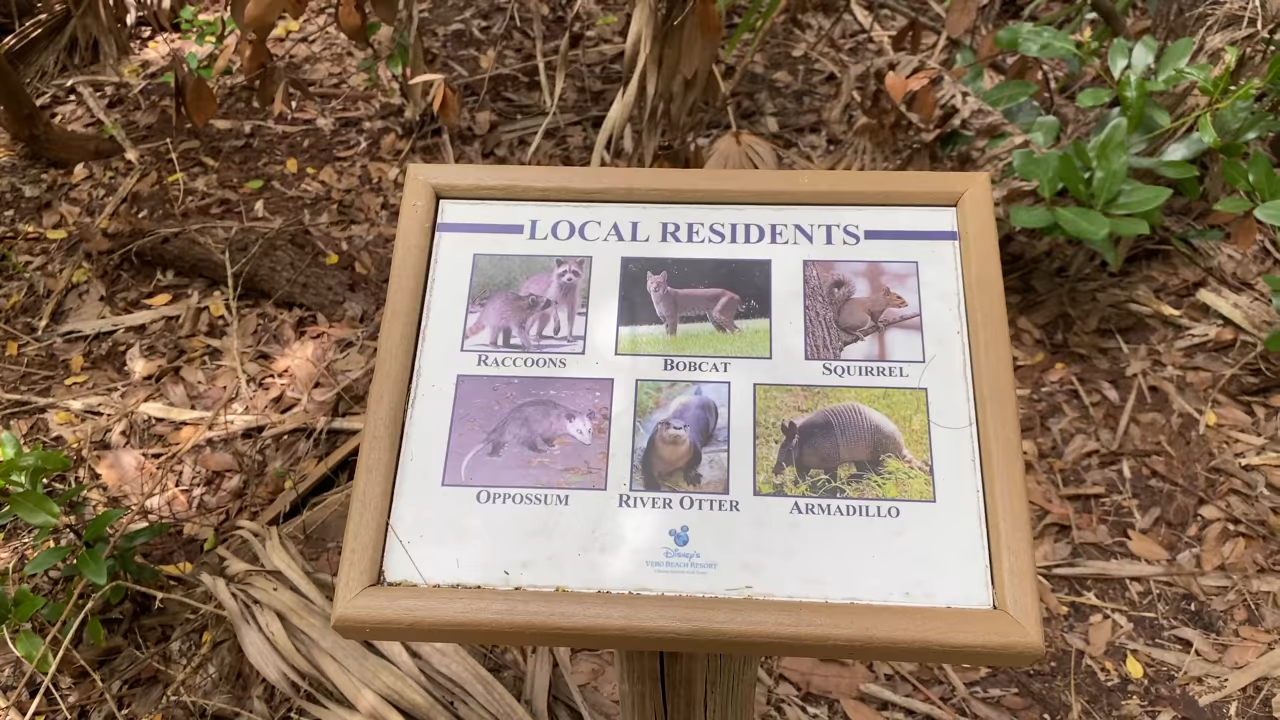 LOCAL RESIDENTS
RACCOONS
BOBCAT
SQUIRREL
OPPOSSUM
RIVER OTTER
ARMADILLO
DISNEY'S
VERO BEACH RESORT